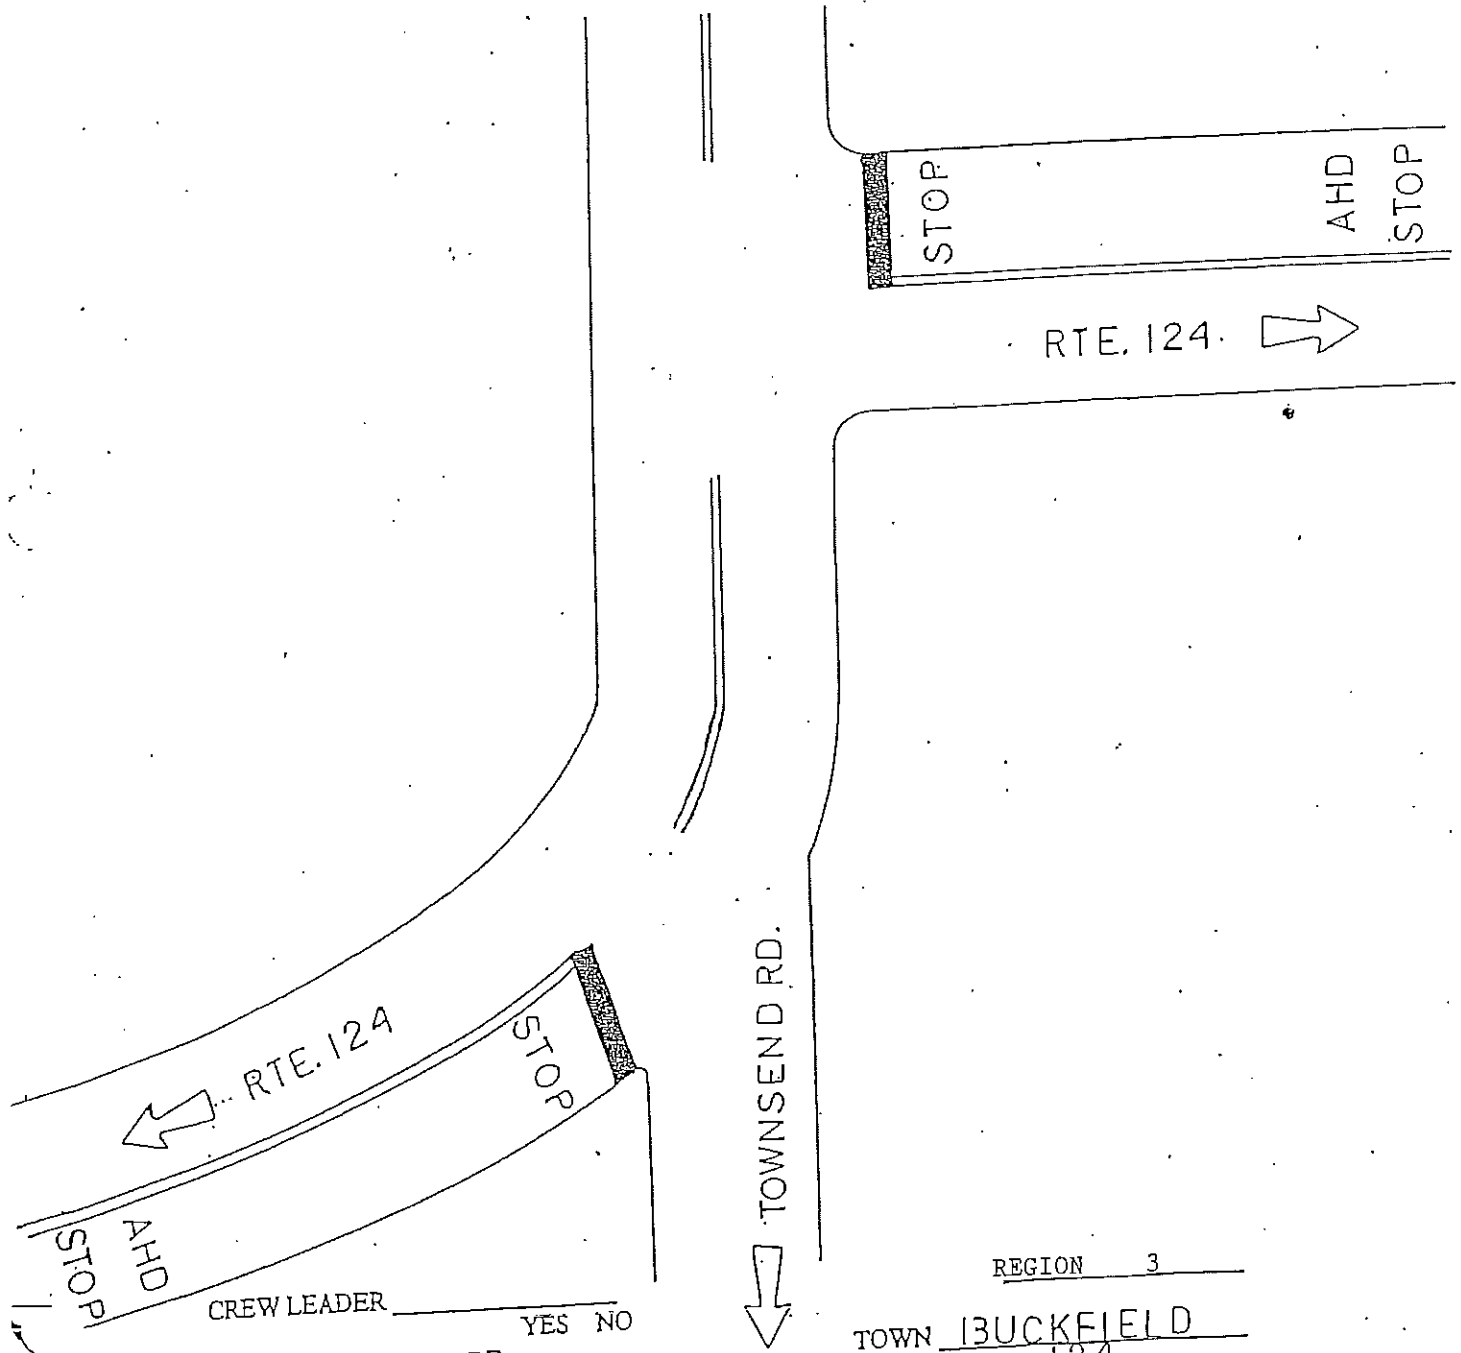 STOP
AHD
STOP
RTE. 124
RTE. 124
STOP
TOWNSEND RD.
AHD
STOP
REGION 3
CREW LEADER
YES NO
TOWN BUCKFIELD